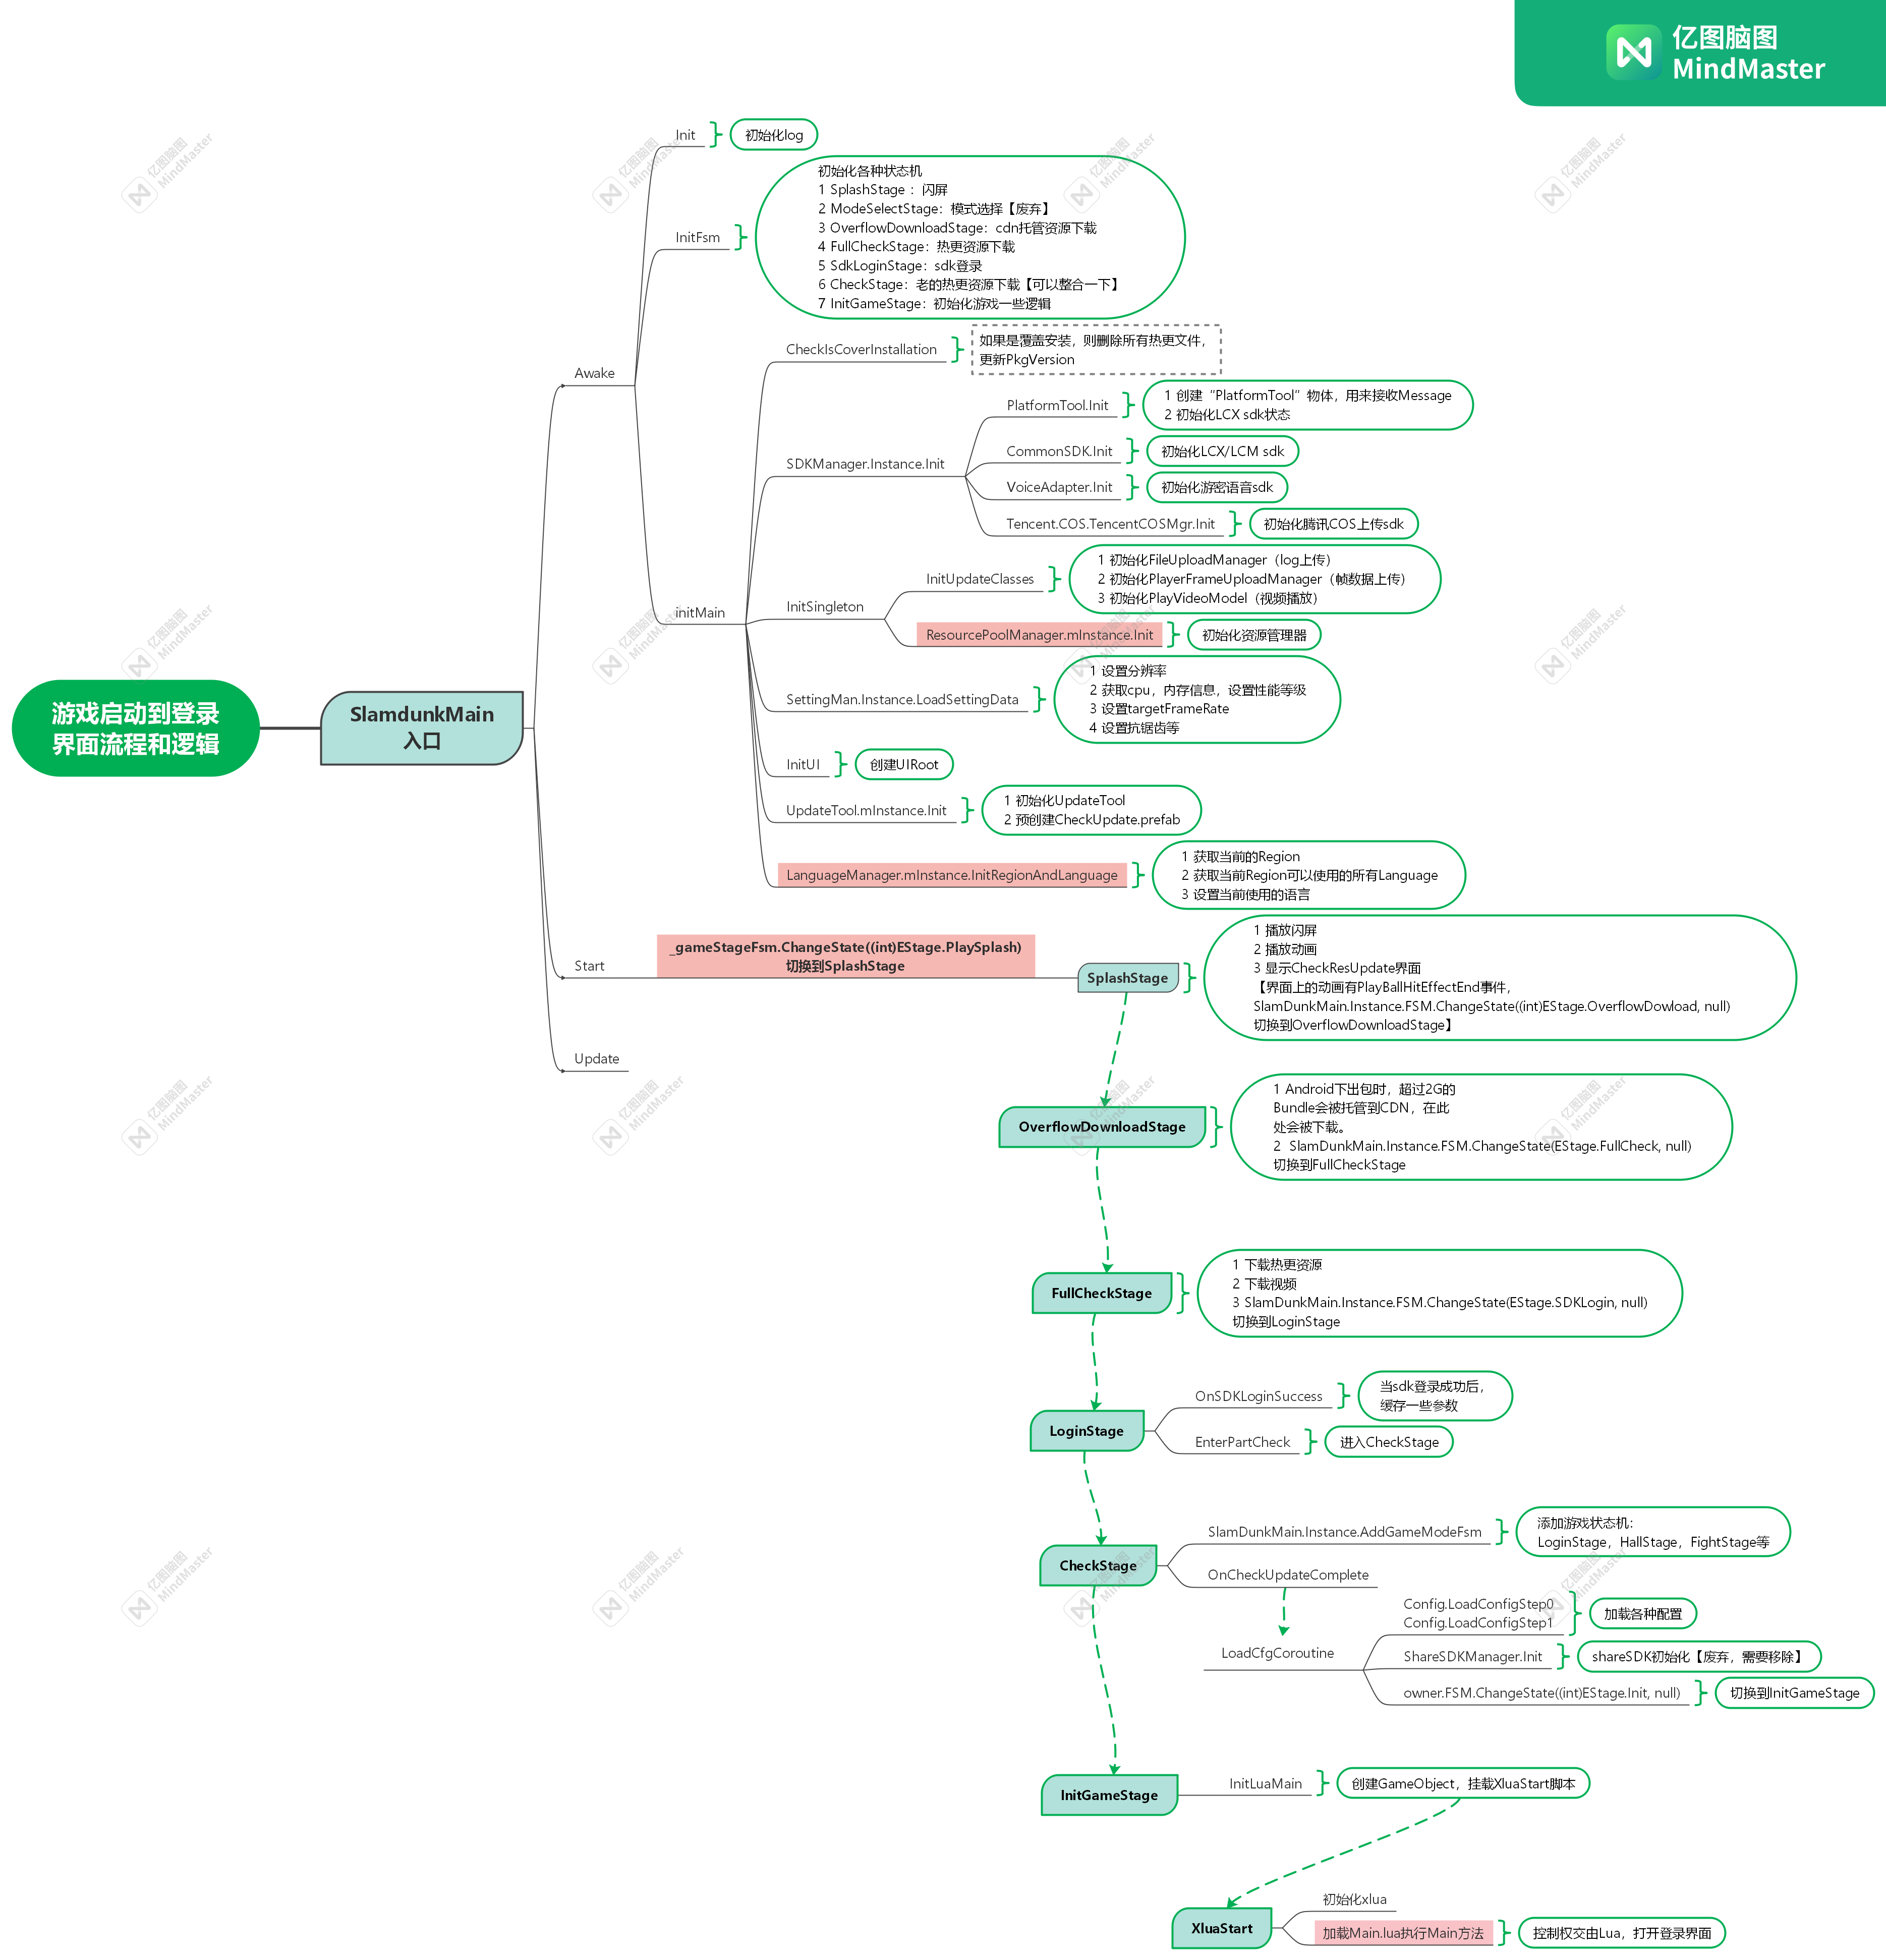 亿图脑图
MindMaster
游戏启动到登录
界面流程和逻辑
SlamdunkMain
入口
Awake
Init
初始化log
InitFsm
初始化各种状态机
1 SplashStage ：闪屏
2 ModeSelectStage：模式选择【废弃】
3 OverflowDownloadStage：cdn托管资源下载
4 FullCheckStage：热更资源下载
5 SdkLoginStage：sdk登录
6 CheckStage：老的热更资源下载【可以整合一下】
7 InitGameStage：初始化游戏一些逻辑
initMain
CheckIsCoverInstallation
如果是覆盖安装，则删除所有热更文件，
更新PkgVersion
SDKManager.Instance.Init
PlatformTool.Init
1 创建“PlatformTool”物体，用来接收Message
2 初始化LCX sdk状态
CommonSDK.Init
初始化LCX/LCM sdk
VoiceAdapter.Init
初始化游密语音sdk
Tencent.COS.TencentCOSMgr.Init
初始化腾讯COS上传sdk
InitSingleton
InitUpdateClasses
1 初始化FileUploadManager（log上传）
2 初始化PlayerFrameUploadManager（帧数据上传）
3 初始化PlayVideoModel（视频播放）
ResourcePoolManager.mInstance.Init
初始化资源管理器
SettingMan.Instance.LoadSettingData
1 设置分辨率
2 获取cpu，内存信息，设置性能等级
3 设置targetFrameRate
4 设置抗锯齿等
InitUI
创建UIRoot
UpdateTool.mInstance.Init
1 初始化UpdateTool
2 预创建CheckUpdate.prefab
LanguageManager.mInstance.InitRegionAndLanguage
1 获取当前的Region
2 获取当前Region可以使用的所有Language
3 设置当前使用的语言
Start
_gameStageFsm.ChangeState((int)EStage.PlaySplash)
切换到SplashStage
SplashStage
1 播放闪屏
2 播放动画
3 显示CheckResUpdate界面
【界面上的动画有PlayBallHitEffectEnd事件，
SlamDunkMain.Instance.FSM.ChangeState((int)EStage.OverflowDowload, null)
切换到OverflowDownloadStage】
Update
OverflowDownloadStage
1 Android下出包时，超过2G的
Bundle会被托管到CDN，在此
处会被下载。
2 SlamDunkMain.Instance.FSM.ChangeState(EStage.FullCheck, null)
切换到FullCheckStage
FullCheckStage
1 下载热更资源
2 下载视频
3 SlamDunkMain.Instance.FSM.ChangeState(EStage.SDKLogin, null)
切换到LoginStage
LoginStage
OnSDKLoginSuccess
当sdk登录成功后，
缓存一些参数
EnterPartCheck
进入CheckStage
CheckStage
SlamDunkMain.Instance.AddGameModeFsm
添加游戏状态机：
LoginStage，HallStage，FightStage等
OnCheckUpdateComplete
LoadCfgCoroutine
Config.LoadConfigStep0
Config.LoadConfigStep1
加载各种配置
ShareSDKManager.Init
shareSDK初始化【废弃，需要移除】
owner.FSM.ChangeState((int)EStage.Init, null)
切换到InitGameStage
InitGameStage
InitLuaMain
创建GameObject，挂载XluaStart脚本
XluaStart
初始化xlua
加载Main.lua执行Main方法
控制权交由Lua，打开登录界面